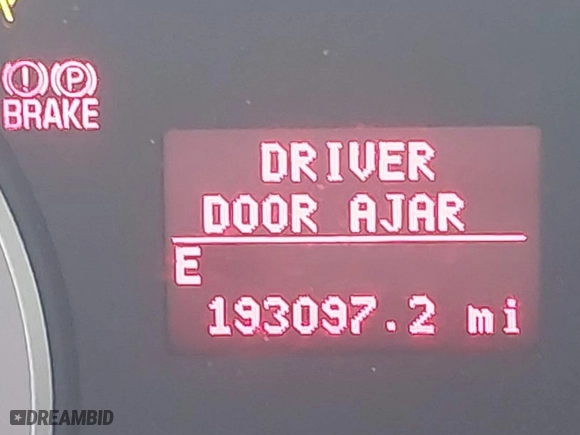 (!) (P)
BRAKE
DRIVER
DOOR AJAR
E
193097.2 mi
DREAMBID